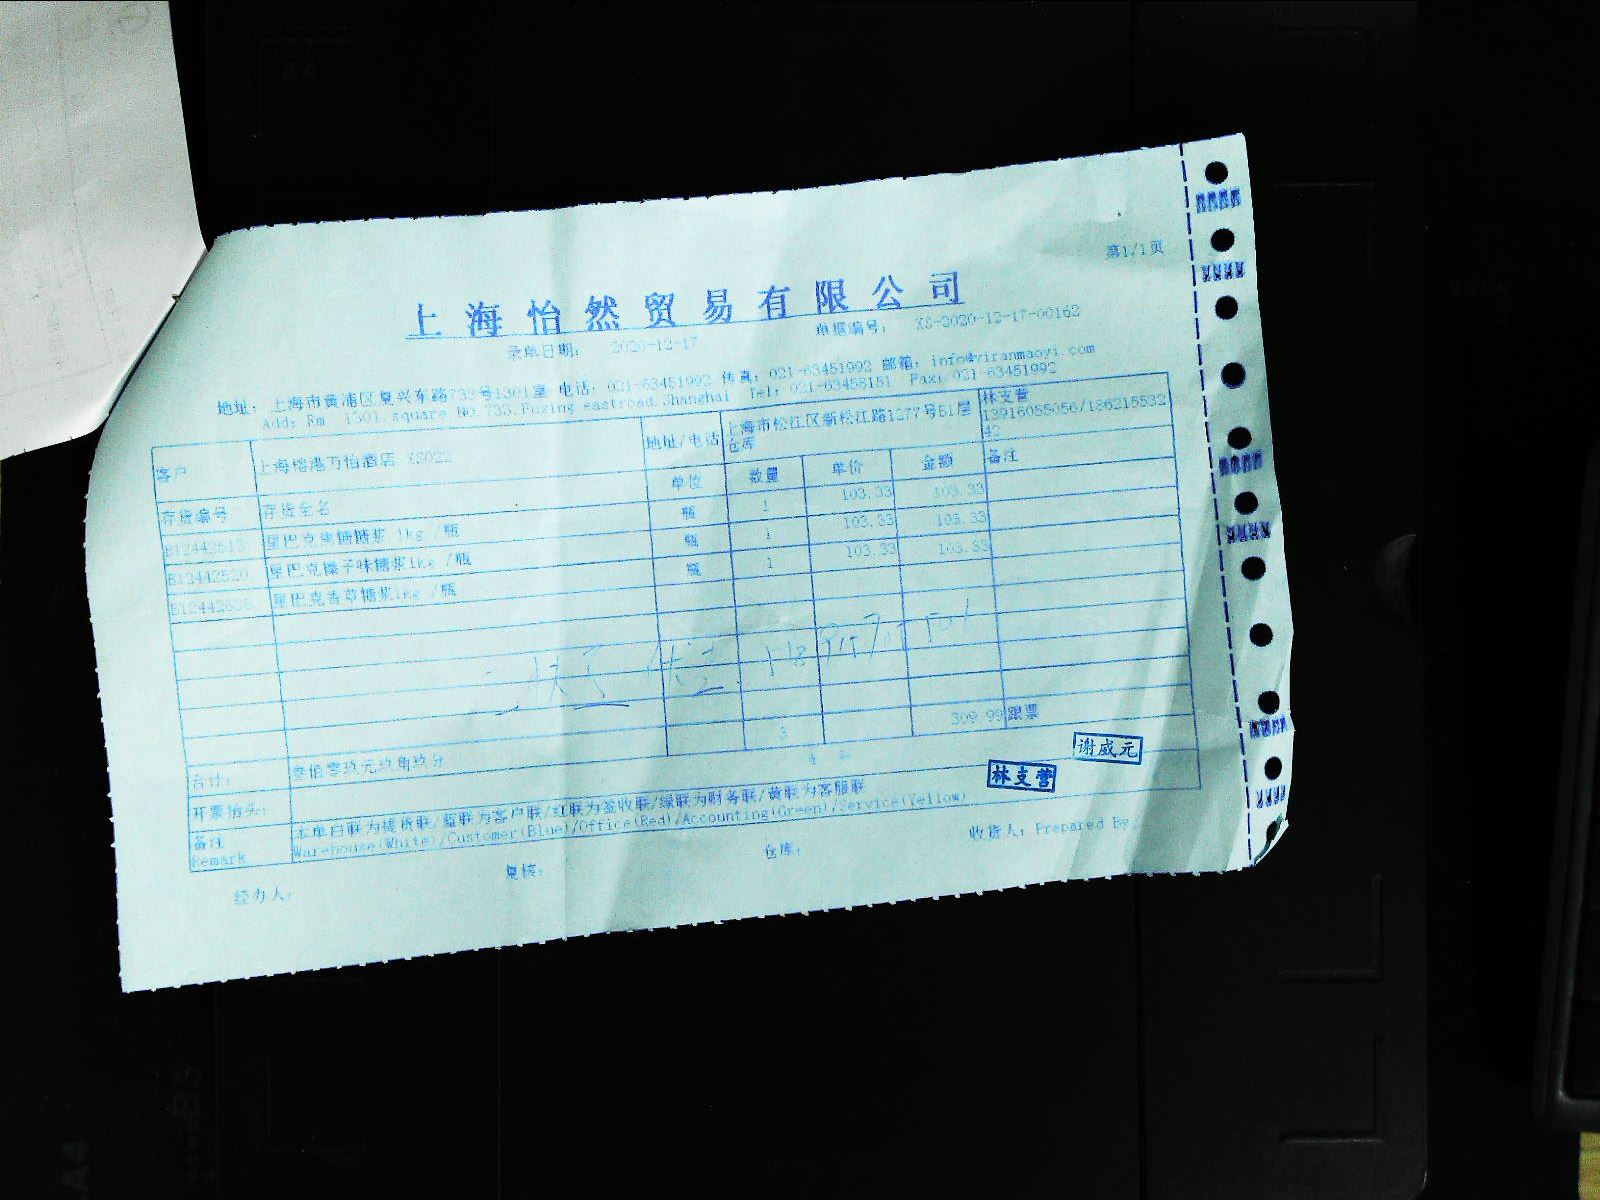 第1/1页
上海怡然贸易有限公司
录单日期： 2020-12-17 单据编号： XS-2020-12-17-00162
地址： 上海市黄浦区复兴东路733号1301室 电话：021-63451992 传真：021-63451992 邮箱：info@yiranmaoyi.com
Add: Rm 1301,square No.733,Fuxing eastroad,Shanghai Tel：021-63458151 Fax：021-63451992
客户 上海 港万怡酒店 XS022 地址/电话 上海市松江区新松江路1277号B1层仓库 林支营 13916055056/18621553242
存货编号 存货全名 单位 数量 单价 金额 备注
B12442513 星巴克焦糖糖浆 1kg /瓶 瓶 1 103.33 103.33
B12442520 星巴克榛子味糖浆1kg /瓶 瓶 1 103.33 103.33
星巴克香草糖浆1kg /瓶 瓶 1 103.33 103.33
合计： 叁佰零玖元玖角玖分 3 309.99 跟票
开票抬头：
谢威元
林支营
备注 本单白联为提货联/蓝联为客户联/红联为签收联/绿联为财务联/黄联为客服联
Remark Warehouse(White)/Customer(Blue)/Office(Red)/Accounting(Green)/Service(Yellow)
经办人： 复核： 仓库： 收货人：Prepared By: